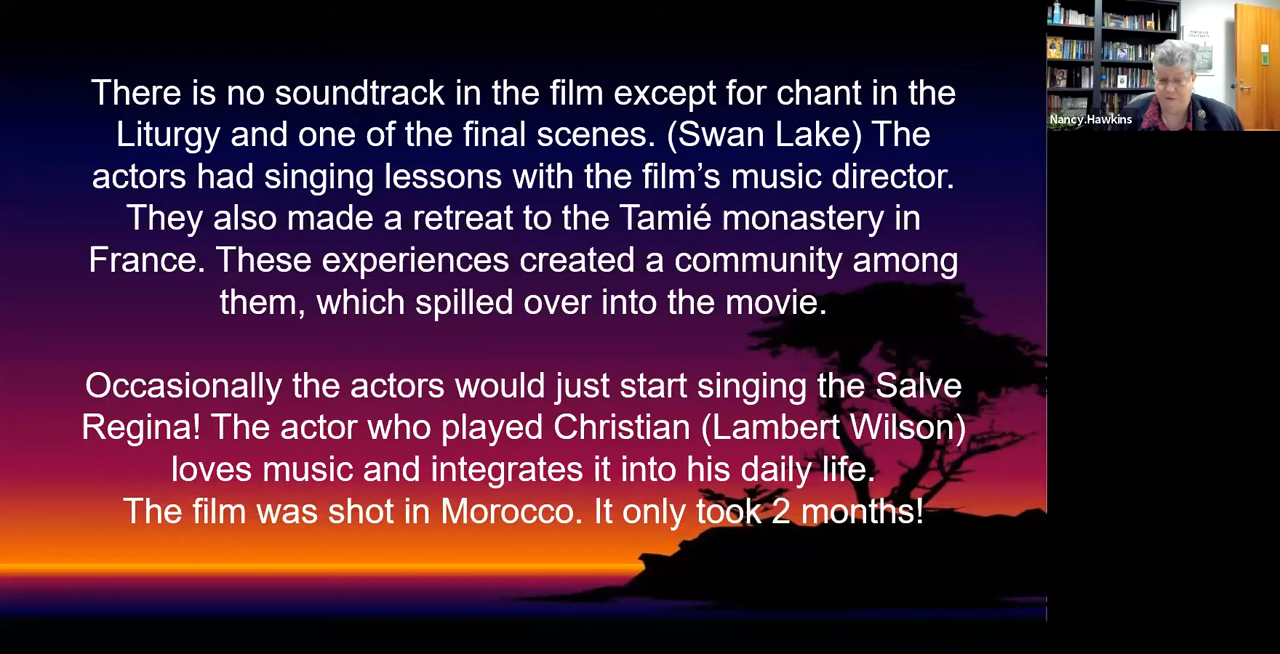 There is no soundtrack in the film except for chant in the
Liturgy and one of the final scenes. (Swan Lake) The
actors had singing lessons with the film’s music director.
They also made a retreat to the Tamié monastery in
France. These experiences created a community among
them, which spilled over into the movie.
Occasionally the actors would just start singing the Salve
Regina! The actor who played Christian (Lambert Wilson)
loves music and integrates it into his daily life.
The film was shot in Morocco. It only took 2 months!
Nancy.Hawkins